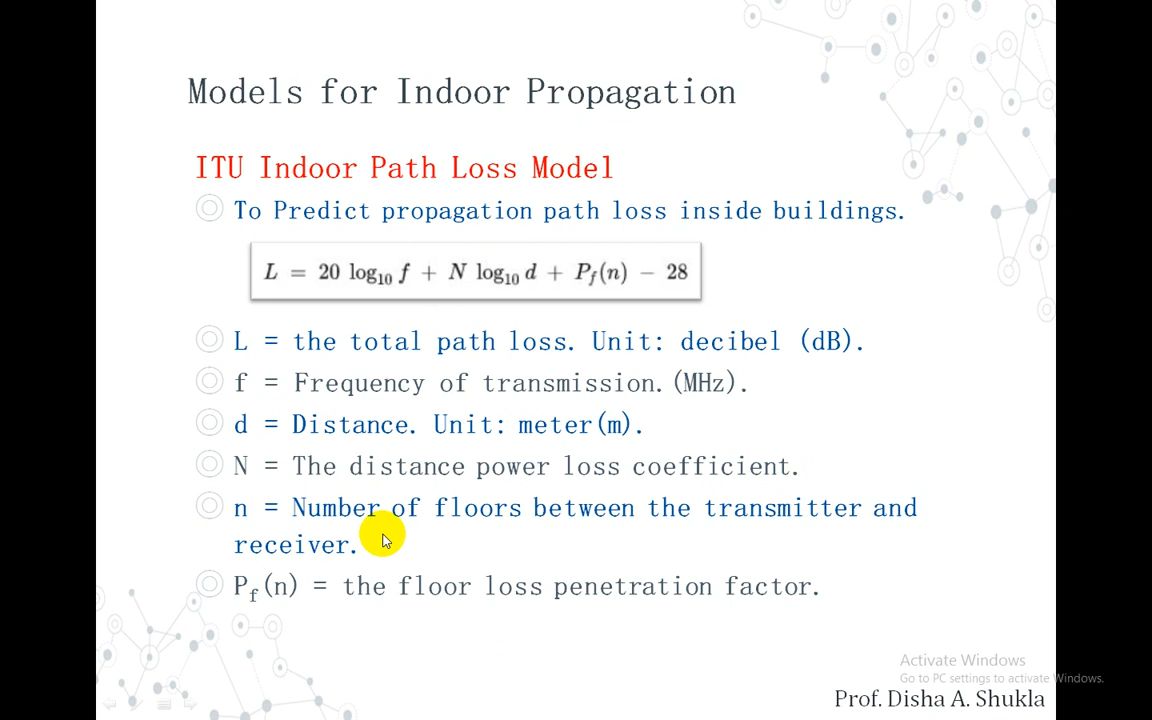 Models for Indoor Propagation
ITU Indoor Path Loss Model
To Predict propagation path loss inside buildings.
L = 20 log₁₀ f + N log₁₀ d + P_f(n) − 28
L = the total path loss. Unit: decibel (dB).
f = Frequency of transmission.(MHz).
d = Distance. Unit: meter(m).
N = The distance power loss coefficient.
n = Number of floors between the transmitter and
receiver.
P_f(n) = the floor loss penetration factor.
Activate Windows
Go to PC settings to activate Windows.
Prof. Disha A. Shukla